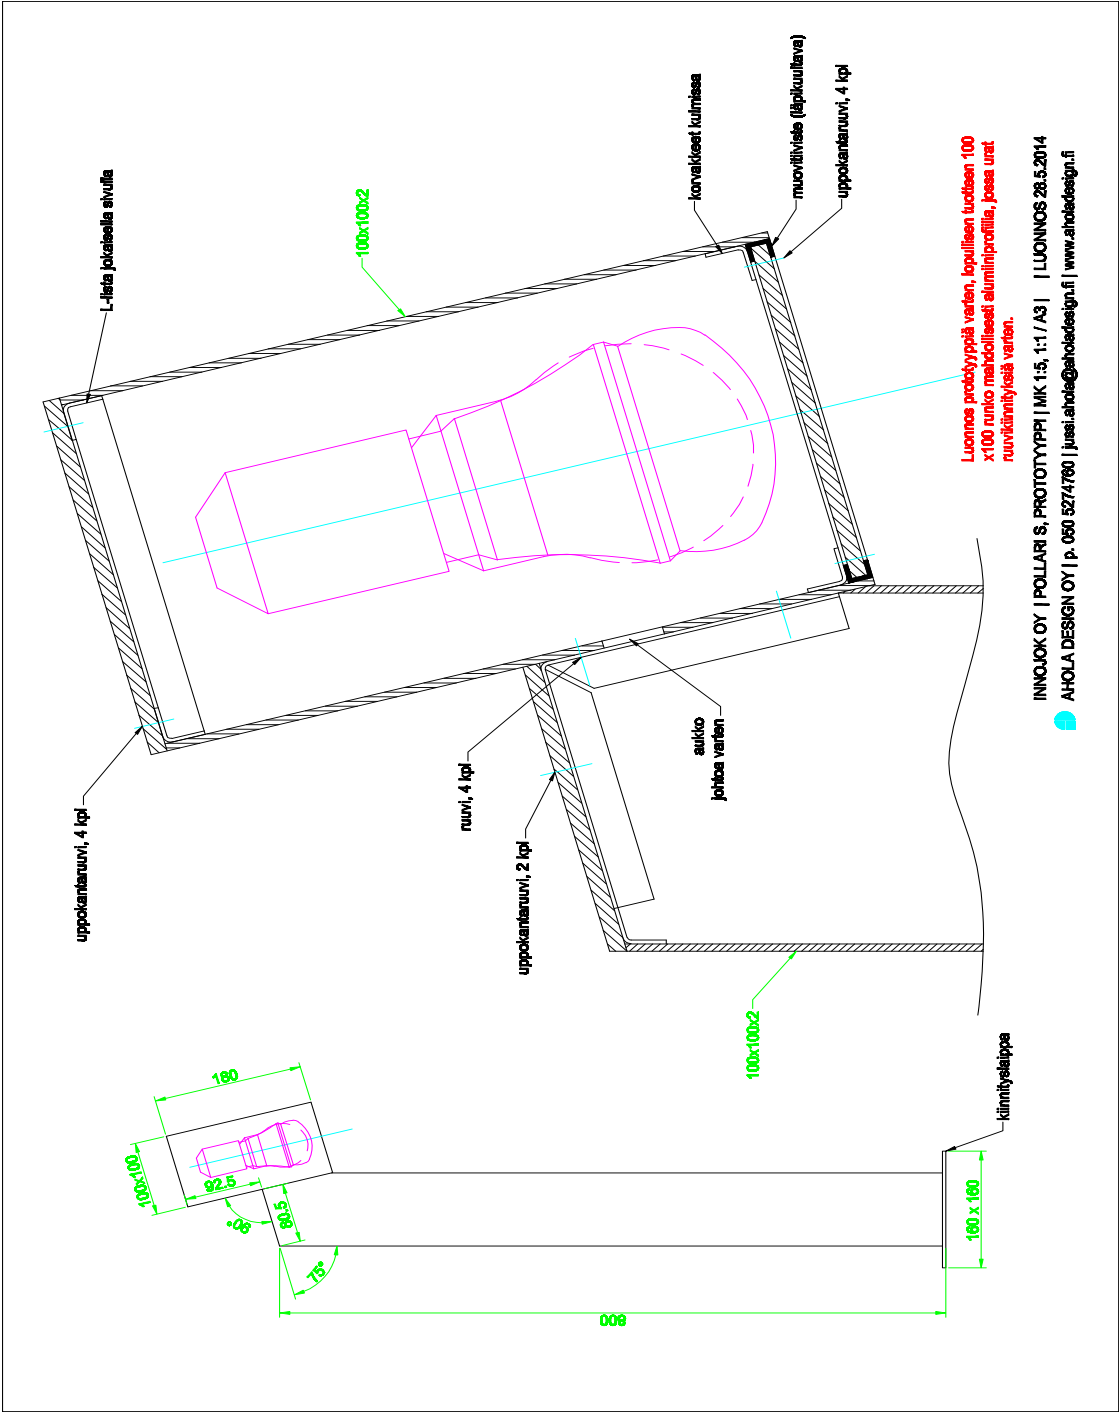 L-lista jokaisella sivulla
100x100x2
korvakkeet kulmissa
muovitiiviste (läpikuultava)
uppokantaruuvi, 4 kpl
uppokantaruuvi, 4 kpl
ruuvi, 4 kpl
uppokantaruuvi, 2 kpl
aukko
johtoa varten
100x100x2
Luonnos prototyyppiä varten, lopullisen tuotteen 100
x100 runko mahdollisesti alumiiniprofiilia, jossa urat
ruuvikiinnityksiä varten.
INNOJOK OY | POLLARI S, PROTOTYYPPI | MK 1:5, 1:1 / A3 | | LUONNOS 28.5.2014
AHOLA DESIGN OY | p. 050 5274760 | jussi.ahola@aholadesign.fi | www.aholadesign.fi
180
100x100
92.5
90°
80.5
75°
800
160 x 160
kiinnityslaippa